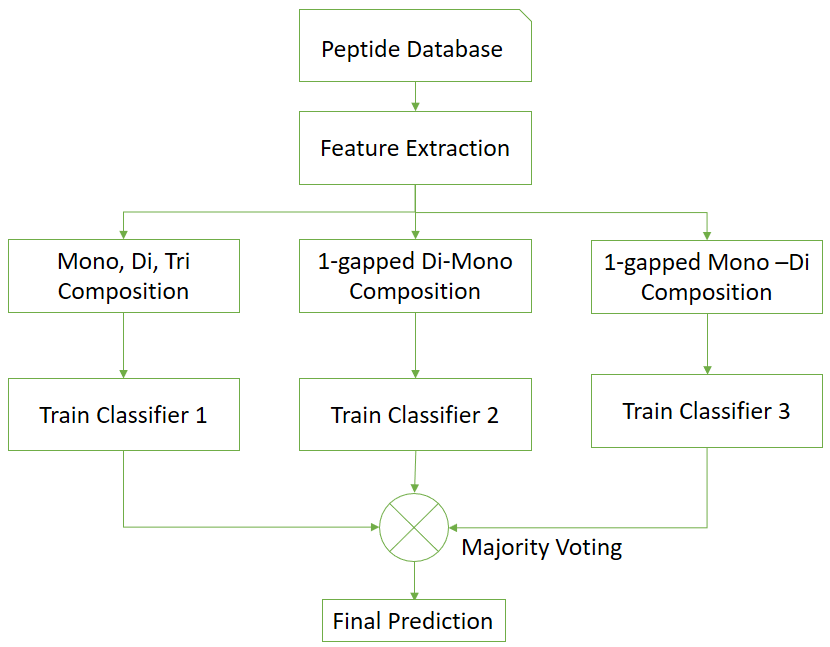 Peptide Database
Feature Extraction
Mono, Di, Tri
Composition
1-gapped Di-Mono
Composition
1-gapped Mono –Di
Composition
Train Classifier 1
Train Classifier 2
Train Classifier 3
Majority Voting
Final Prediction